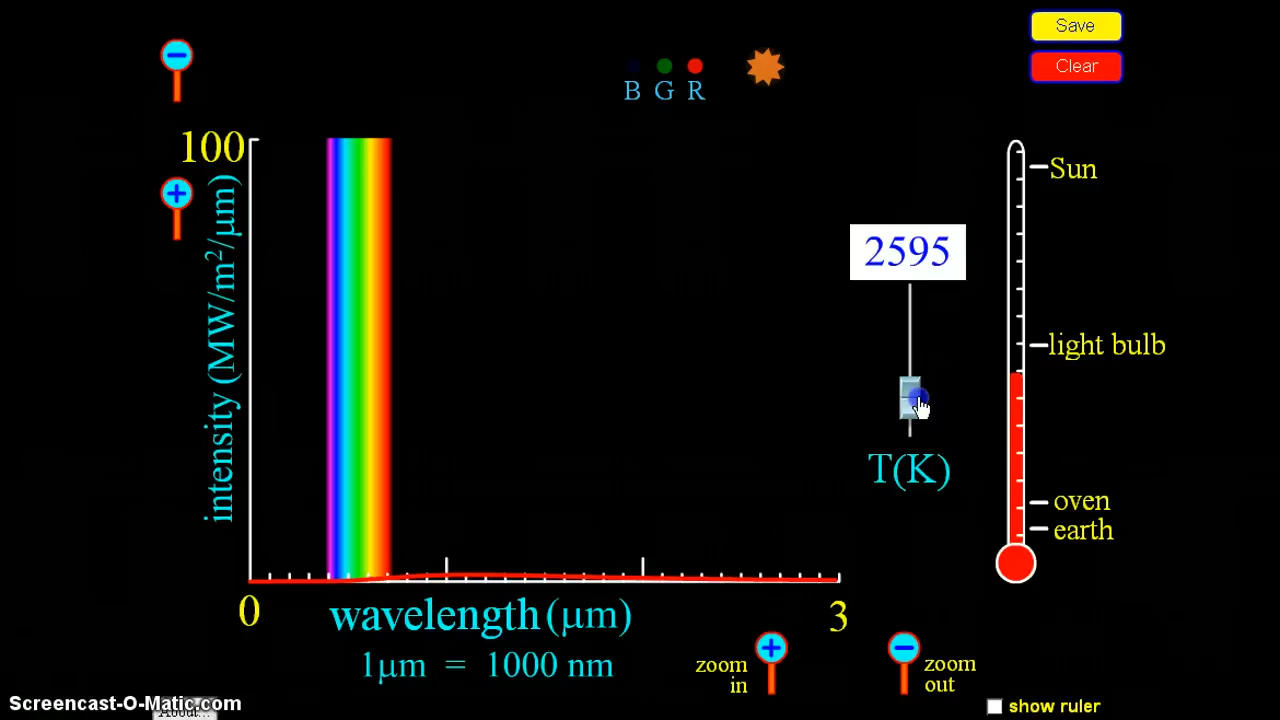 Save
Clear
B G R
100
Sun
intensity (MW/m²/μm)
2595
light bulb
T(K)
oven
earth
0
wavelength (μm)
3
1μm = 1000 nm
zoom
in
zoom
out
show ruler
Screencast-O-Matic.com